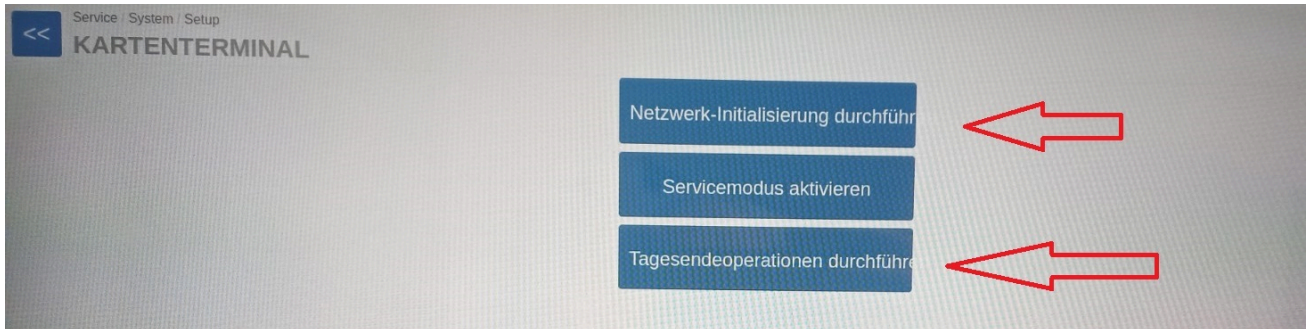 <<
Service / System / Setup
KARTENTERMINAL
Netzwerk-Initialisierung durchführ
Servicemodus aktivieren
Tagesendeoperationen durchführe